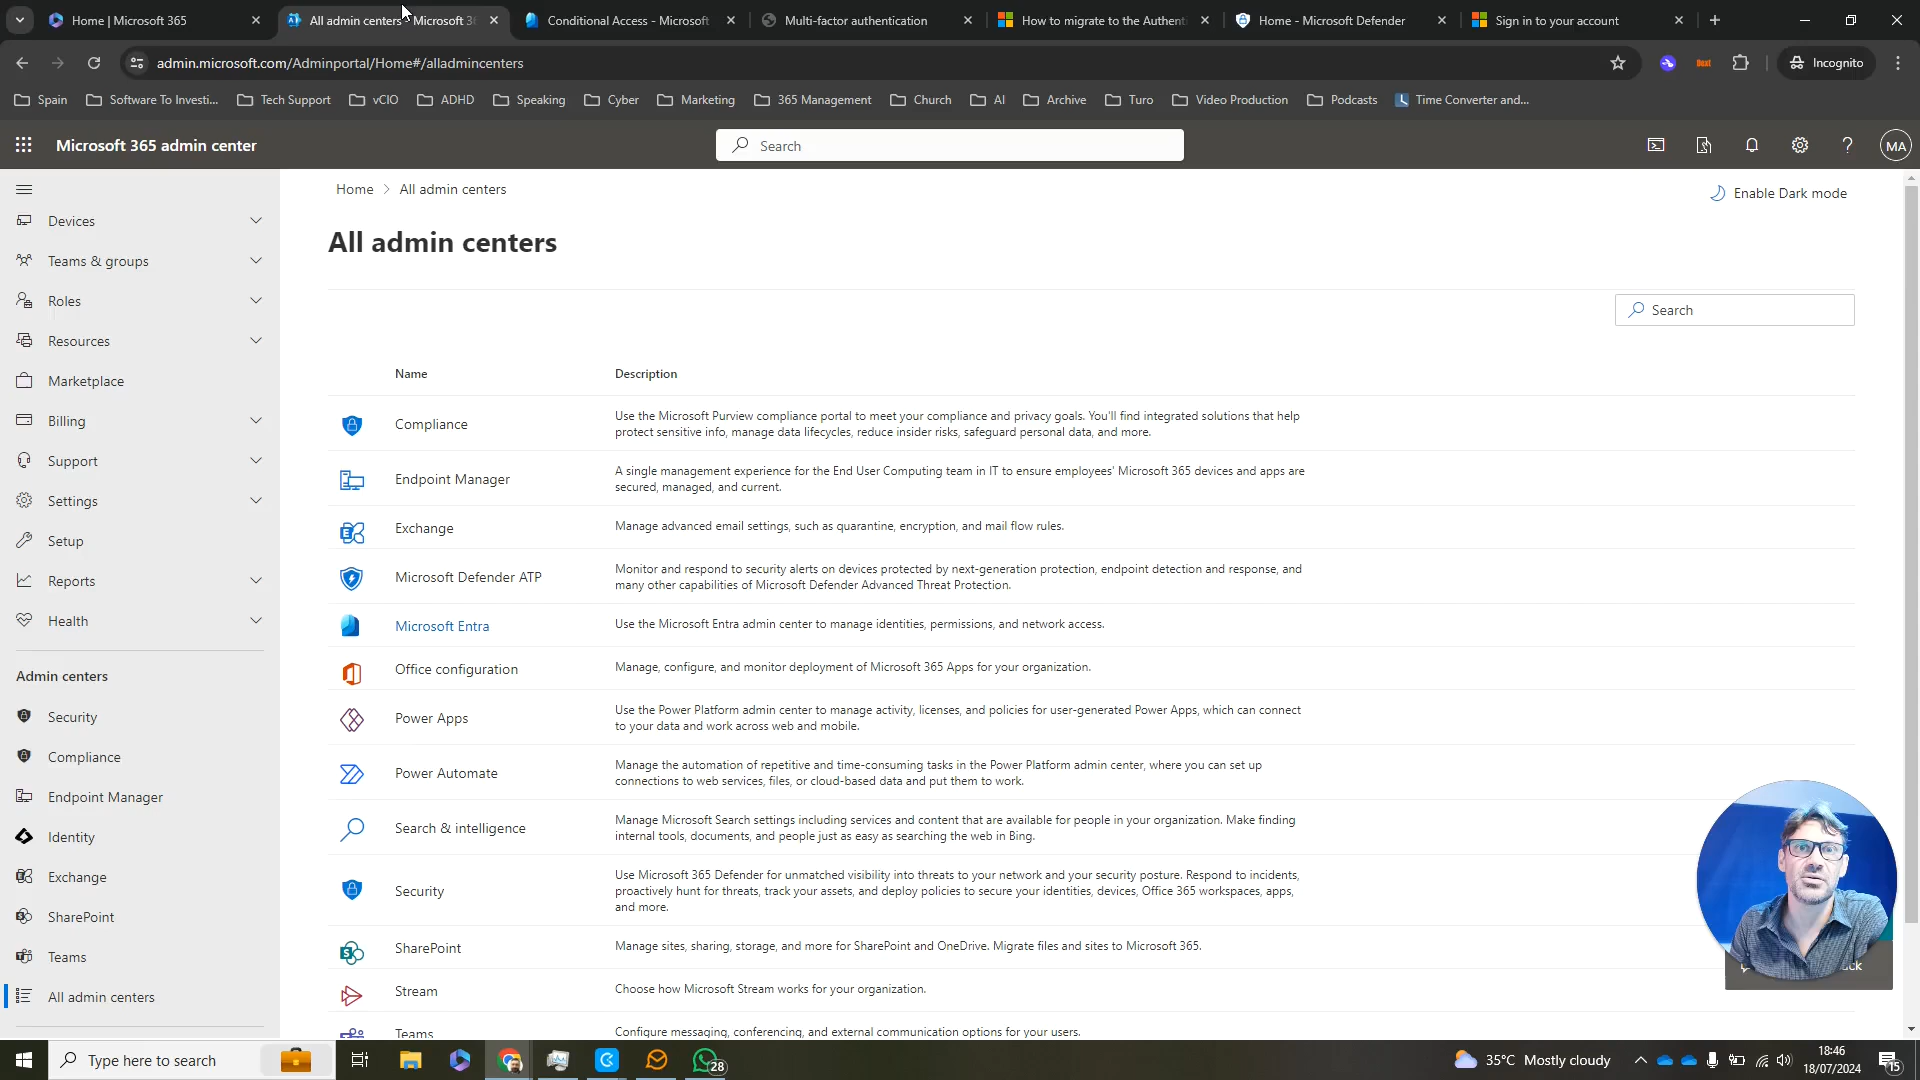 Home | Microsoft 365
All admin centers - Microsoft 36
Conditional Access - Microsoft
Multi-factor authentication
How to migrate to the Authenti
Home - Microsoft Defender
Sign in to your account
admin.microsoft.com/Adminportal/Home#/alladmincenters
Incognito
Spain
Software To Investi...
Tech Support
vCIO
ADHD
Speaking
Cyber
Marketing
365 Management
Church
AI
Archive
Turo
Video Production
Podcasts
Time Converter and...
Microsoft 365 admin center
Search
MA
Home > All admin centers
Enable Dark mode
All admin centers
Search
Devices
Teams & groups
Roles
Resources
Marketplace
Billing
Support
Settings
Setup
Reports
Health
Admin centers
Security
Compliance
Endpoint Manager
Identity
Exchange
SharePoint
Teams
All admin centers
Name
Description
Compliance
Use the Microsoft Purview compliance portal to meet your compliance and privacy goals. You'll find integrated solutions that help
protect sensitive info, manage data lifecycles, reduce insider risks, safeguard personal data, and more.
Endpoint Manager
A single management experience for the End User Computing team in IT to ensure employees' Microsoft 365 devices and apps are
secured, managed, and current.
Exchange
Manage advanced email settings, such as quarantine, encryption, and mail flow rules.
Microsoft Defender ATP
Monitor and respond to security alerts on devices protected by next-generation protection, endpoint detection and response, and
many other capabilities of Microsoft Defender Advanced Threat Protection.
Microsoft Entra
Use the Microsoft Entra admin center to manage identities, permissions, and network access.
Office configuration
Manage, configure, and monitor deployment of Microsoft 365 Apps for your organization.
Power Apps
Use the Power Platform admin center to manage activity, licenses, and policies for user-generated Power Apps, which can connect
to your data and work across web and mobile.
Power Automate
Manage the automation of repetitive and time-consuming tasks in the Power Platform admin center, where you can set up
connections to web services, files, or cloud-based data and put them to work.
Search & intelligence
Manage Microsoft Search settings including services and content that are available for people in your organization. Make finding
internal tools, documents, and people just as easy as searching the web in Bing.
Security
Use Microsoft 365 Defender for unmatched visibility into threats to your network and your security posture. Respond to incidents,
proactively hunt for threats, track your assets, and deploy policies to secure your identities, devices, Office 365 workspaces, apps,
and more.
SharePoint
Manage sites, sharing, storage, and more for SharePoint and OneDrive. Migrate files and sites to Microsoft 365.
Stream
Choose how Microsoft Stream works for your organization.
Teams
Configure messaging, conferencing, and external communication options for your users.
Type here to search
28
35°C Mostly cloudy
18:46
18/07/2024
15